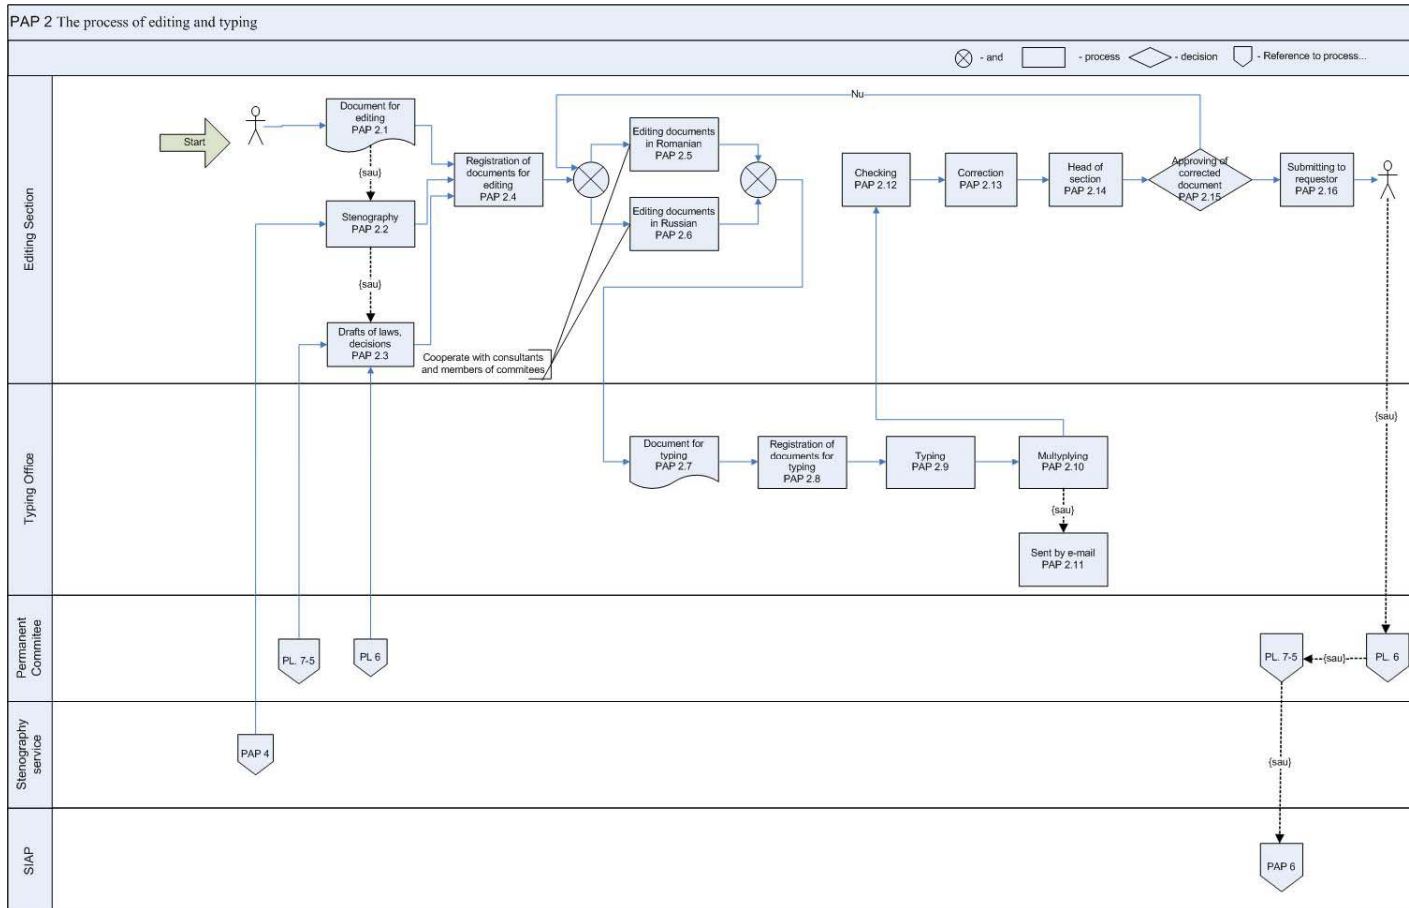 PAP 2 The process of editing and typing
- and
- process
- decision
- Reference to process...
Editing Section
Start
Document for
editing
PAP 2.1
{sau}
Stenography
PAP 2.2
{sau}
Drafts of laws,
decisions
PAP 2.3
Registration of
documents for
editing
PAP 2.4
Nu
Editing documents
in Romanian
PAP 2.5
Editing documents
in Russian
PAP 2.6
Cooperate with consultants
and members of commitees
Checking
PAP 2.12
Correction
PAP 2.13
Head of
section
PAP 2.14
Approving of
corrected
document
PAP 2.15
Submitting to
requestor
PAP 2.16
{sau}
Typing Office
Document for
typing
PAP 2.7
Registration of
documents for
typing
PAP 2.8
Typing
PAP 2.9
Multyplying
PAP 2.10
{sau}
Sent by e-mail
PAP 2.11
Permanent
Commitee
PL. 7-5
PL 6
PL. 7-5
{sau}
PL. 6
Stenography
service
PAP 4
{sau}
SIAP
PAP 6